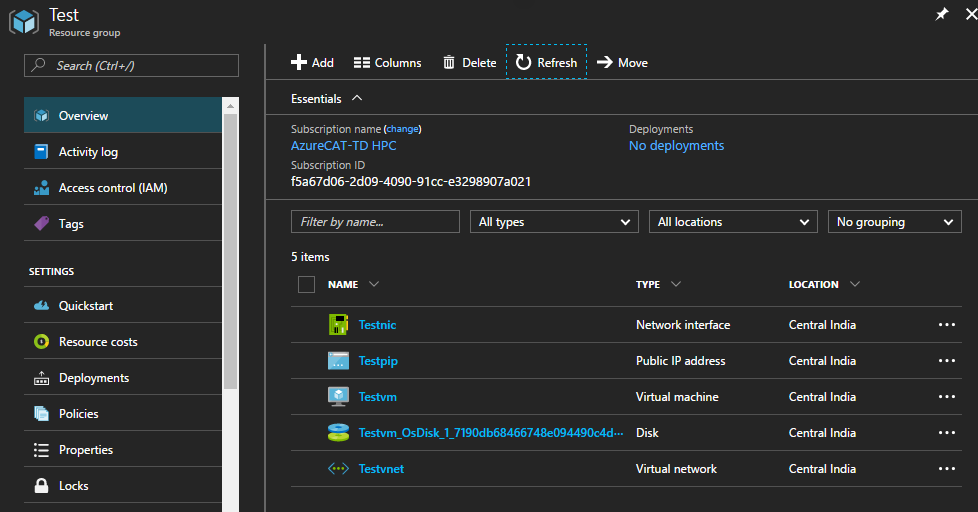 Test
Resource group
Search (Ctrl+/)
Overview
Activity log
Access control (IAM)
Tags
SETTINGS
Quickstart
Resource costs
Deployments
Policies
Properties
Locks
Add Columns Delete Refresh Move
Essentials
Subscription name (change) Deployments
AzureCAT-TD HPC No deployments
Subscription ID
f5a67d06-2d09-4090-91cc-e3298907a021
Filter by name... All types All locations No grouping
5 items
NAME TYPE LOCATION
Testnic Network interface Central India ...
Testpip Public IP address Central India ...
Testvm Virtual machine Central India ...
Testvm_OsDisk_1_7190db68466748e094490c4d... Disk Central India ...
Testvnet Virtual network Central India ...